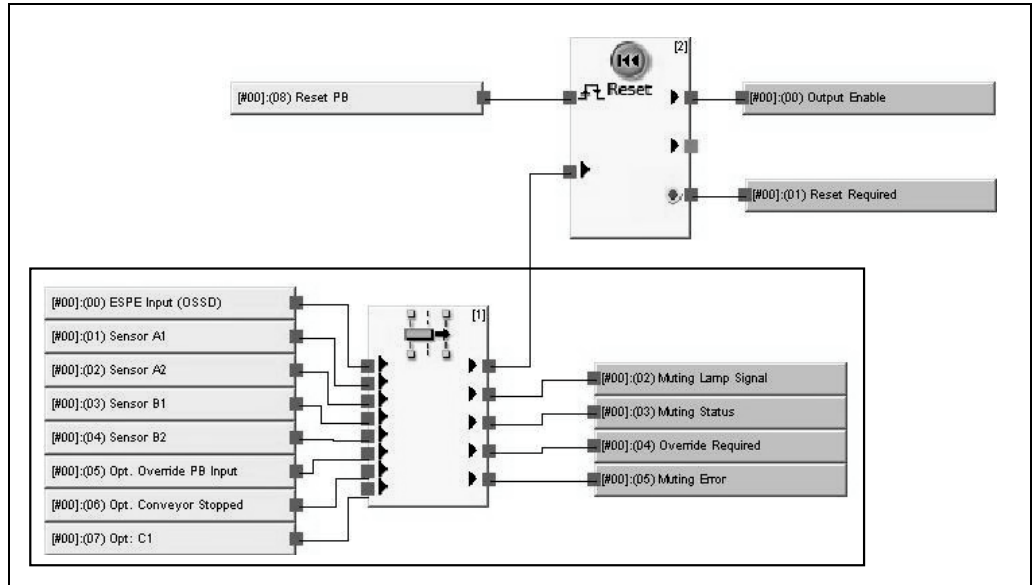 [2]
[#00]:(08) Reset PB
Reset
[#00]:(00) Output Enable
[#00]:(01) Reset Required
[#00]:(00) ESPE Input (OSSD)
[#00]:(01) Sensor A1
[#00]:(02) Sensor A2
[#00]:(03) Sensor B1
[#00]:(04) Sensor B2
[#00]:(05) Opt. Override PB Input
[#00]:(06) Opt. Conveyor Stopped
[#00]:(07) Opt: C1
[1]
[#00]:(02) Muting Lamp Signal
[#00]:(03) Muting Status
[#00]:(04) Override Required
[#00]:(05) Muting Error